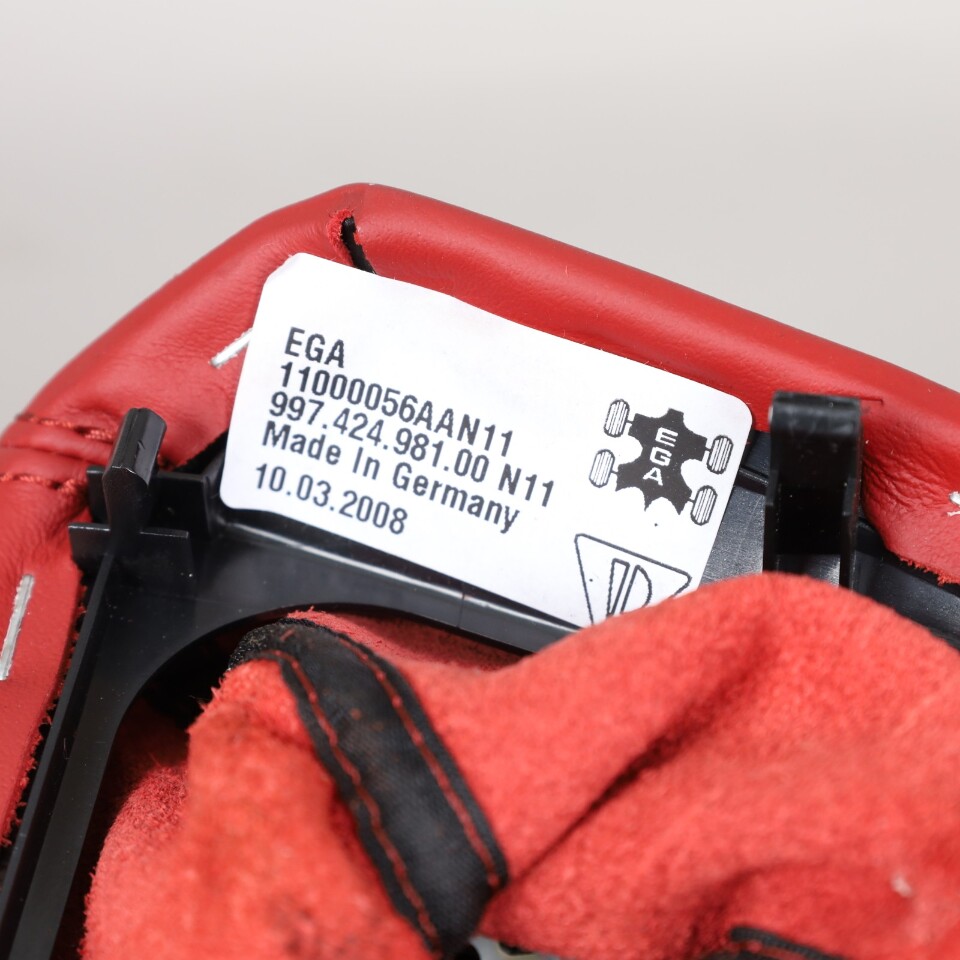 EGA
11000056AAN11
997.424.981.00 N11
Made In Germany
10.03.2008
EGA